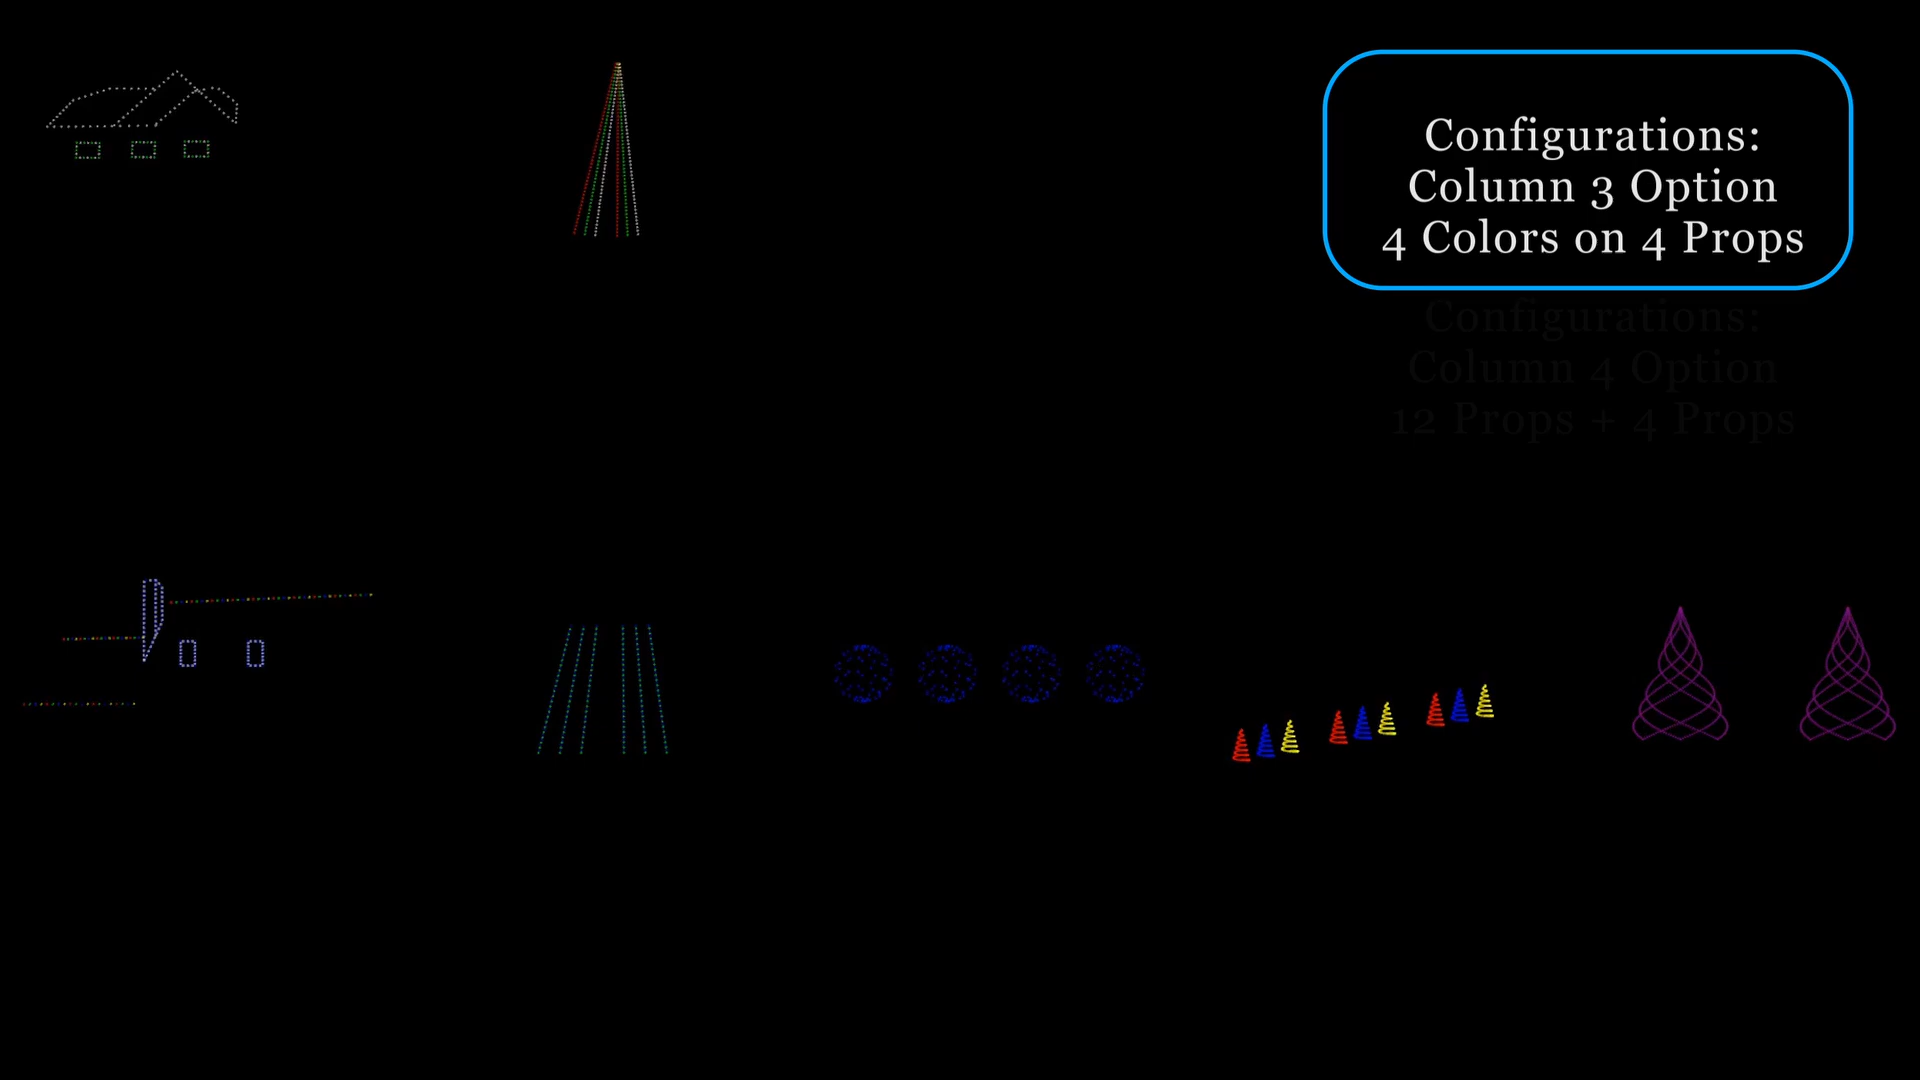 Configurations:
Column 3 Option
4 Colors on 4 Props
Configurations:
Column 4 Option
12 Props + 4 Props